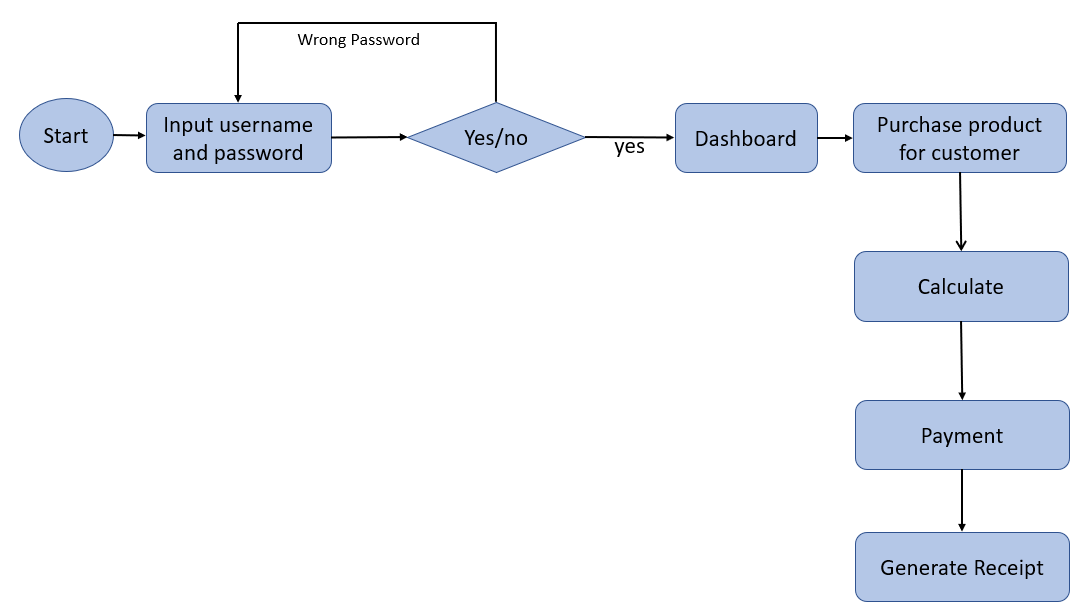 Wrong Password
Start
Input username
and password
Yes/no
yes
Dashboard
Purchase product
for customer
Calculate
Payment
Generate Receipt